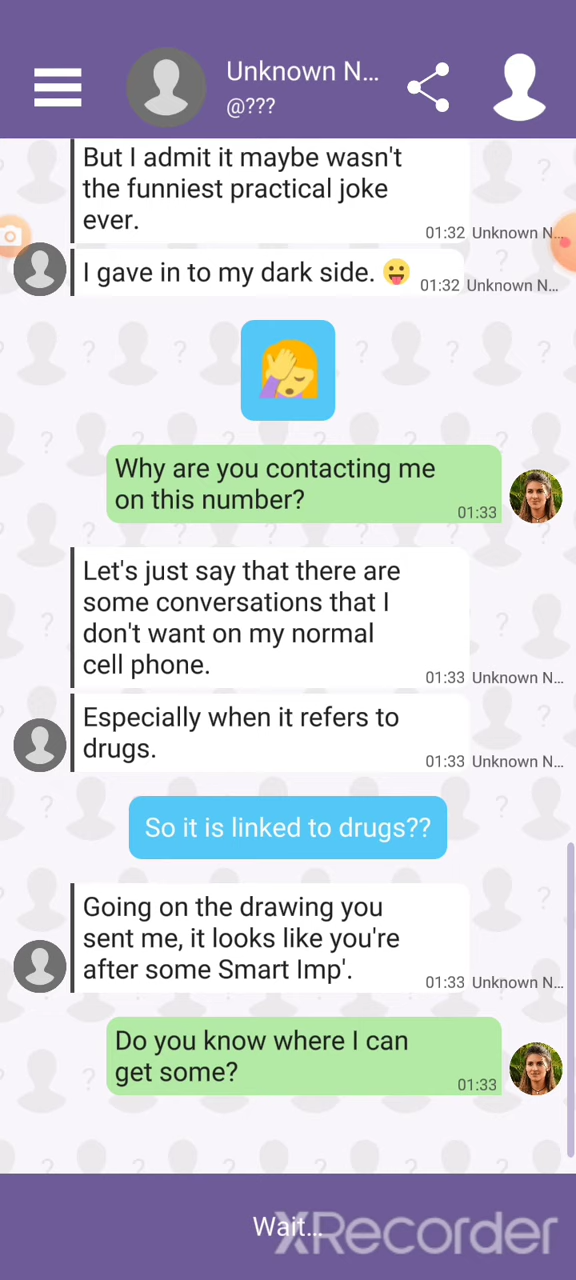 Unknown N...
@???
But I admit it maybe wasn't
the funniest practical joke
ever.
01:32 Unknown N...
I gave in to my dark side. 😛
01:32 Unknown N...
Why are you contacting me
on this number?
01:33
Let's just say that there are
some conversations that I
don't want on my normal
cell phone.
01:33 Unknown N...
Especially when it refers to
drugs.
01:33 Unknown N...
So it is linked to drugs??
Going on the drawing you
sent me, it looks like you're
after some Smart Imp'.
01:33 Unknown N...
Do you know where I can
get some?
01:33
Wait...
XRecorder